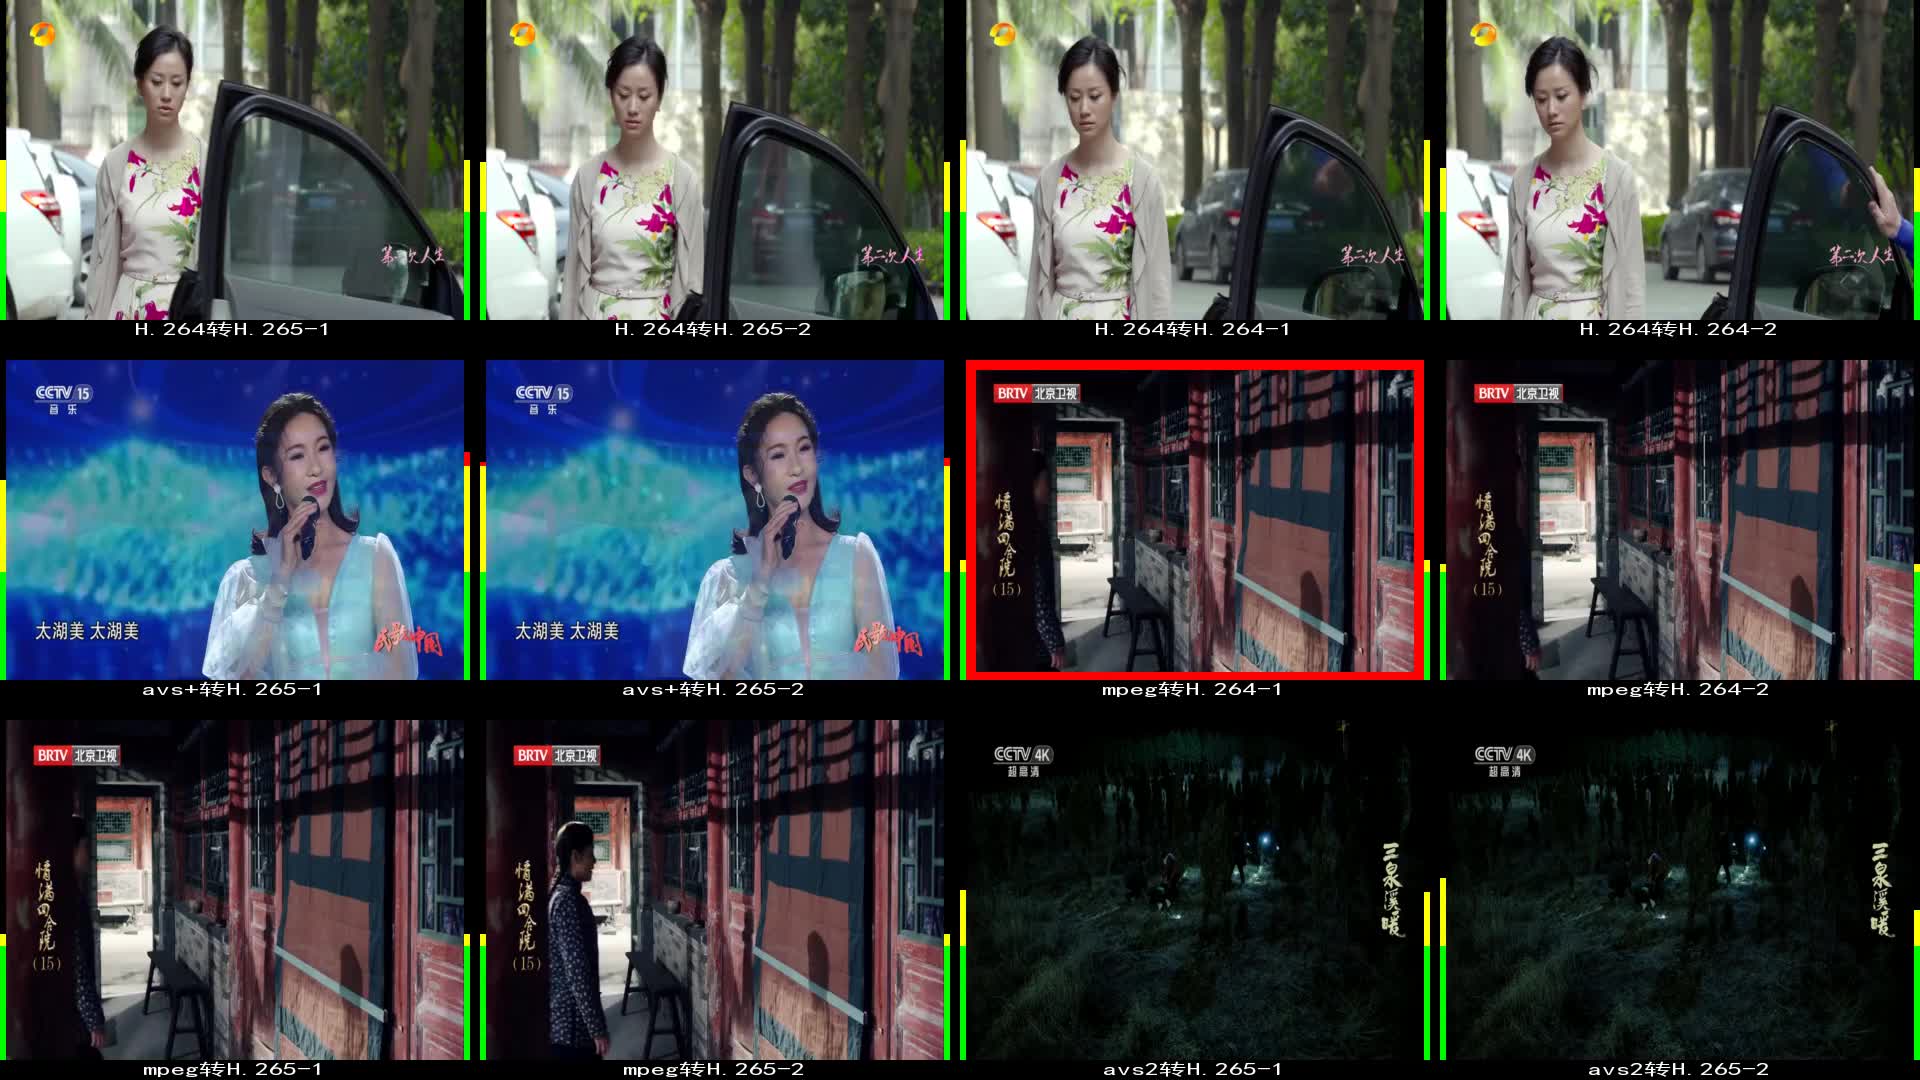 第二次人生
第二次人生
第二次人生
第二次人生
H.264转H.265-1
H.264转H.265-2
H.264转H.264-1
H.264转H.264-2
CCTV 15
音乐
太湖美 太湖美
民歌中国
CCTV 15
音乐
太湖美 太湖美
民歌中国
BRTV 北京卫视
情满四合院
(15)
BRTV 北京卫视
情满四合院
(15)
avs+转H.265-1
avs+转H.265-2
mpeg转H.264-1
mpeg转H.264-2
BRTV 北京卫视
情满四合院
(15)
BRTV 北京卫视
情满四合院
(15)
CCTV 4K
超高清
三泉溪暖
CCTV 4K
超高清
三泉溪暖
mpeg转H.265-1
mpeg转H.265-2
avs2转H.265-1
avs2转H.265-2